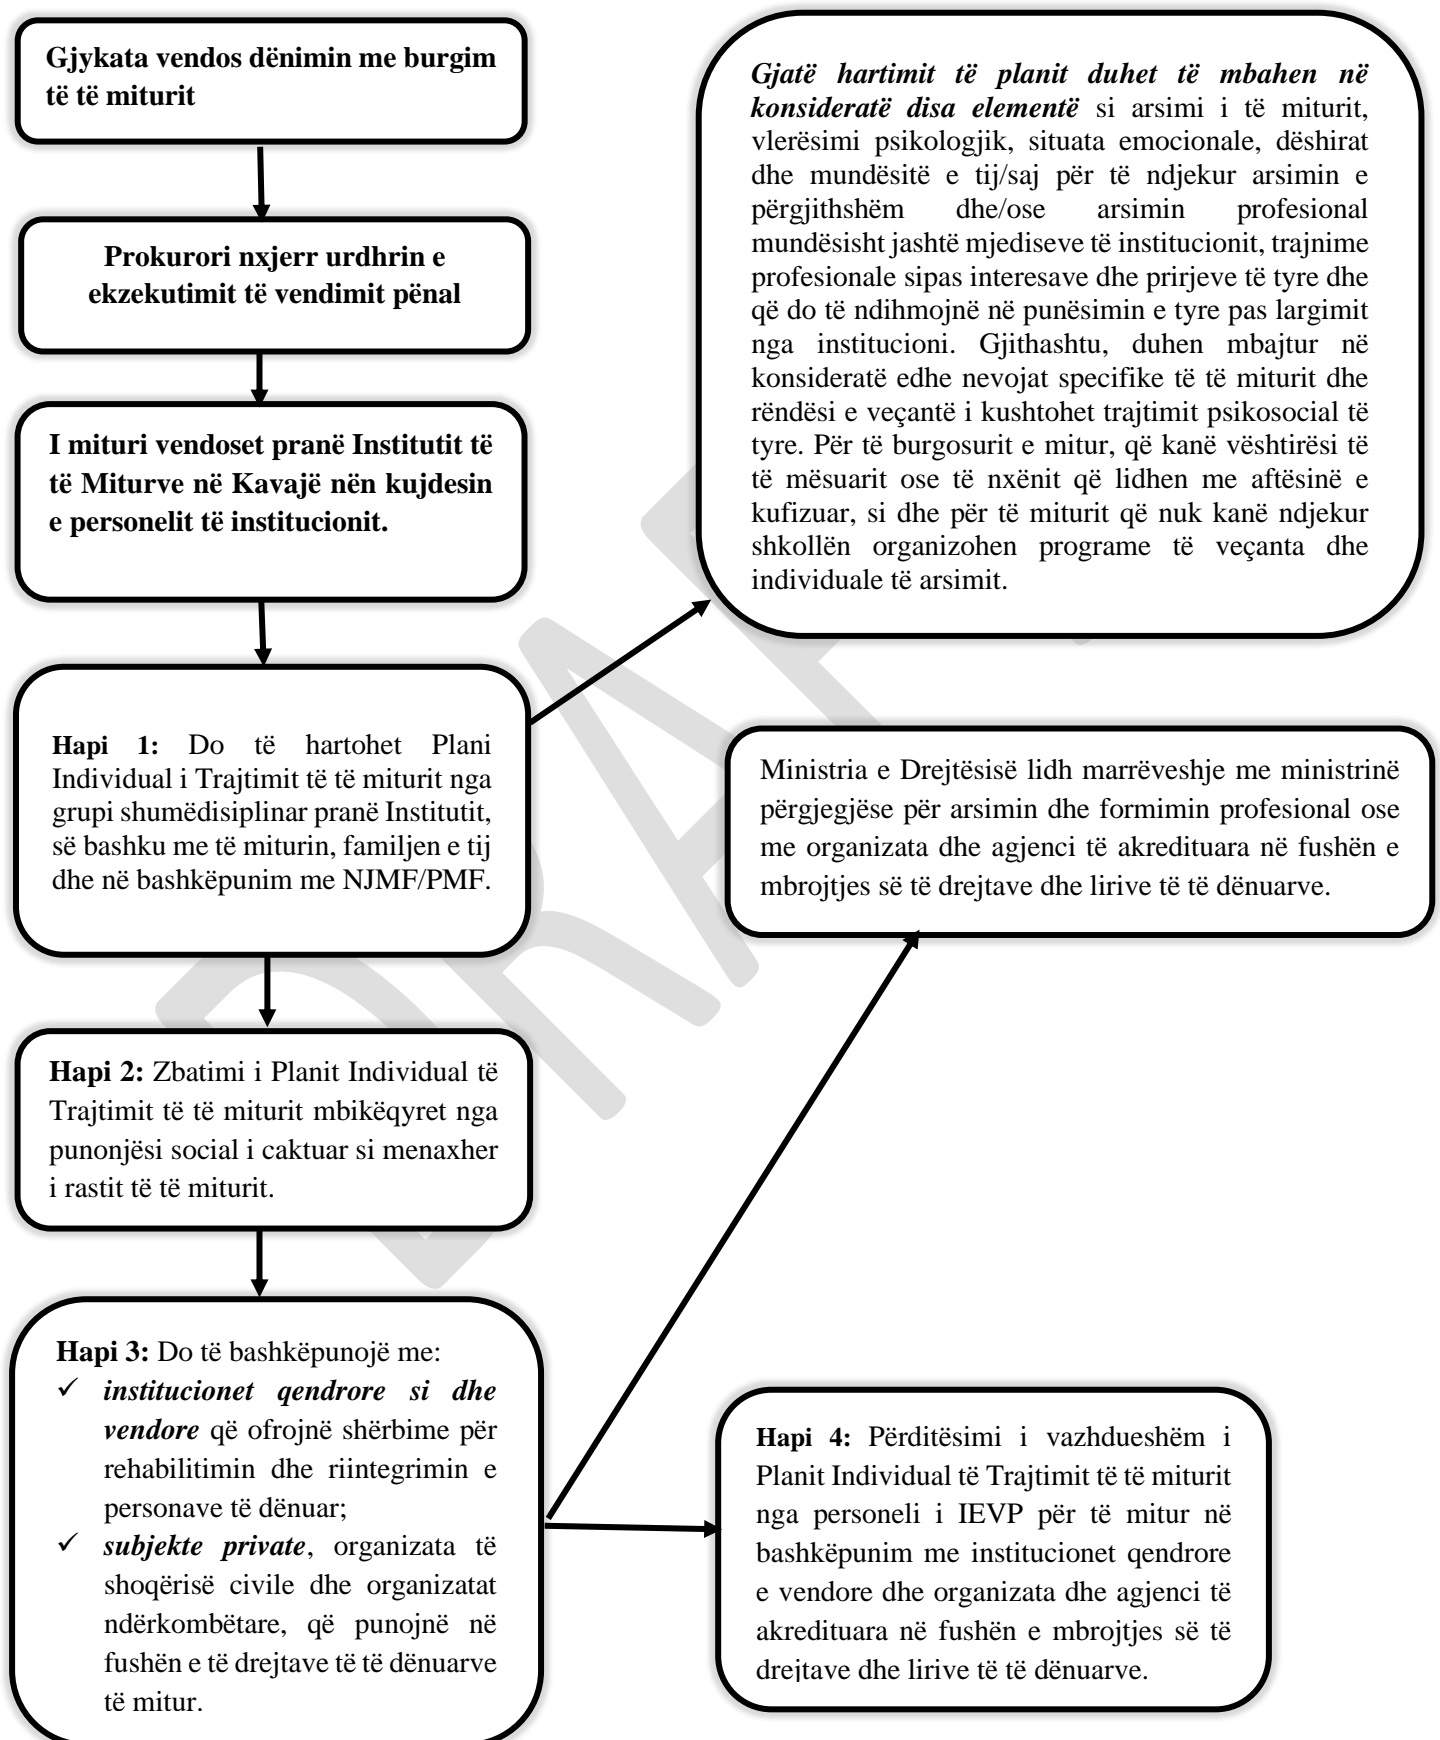 Gjykata vendos dënimin me burgim
të të miturit
Prokurori nxjerr urdhrin e
ekzekutimit të vendimit pënal
I mituri vendoset pranë Institutit të
të Miturve në Kavajë nën kujdesin
e personelit të institucionit.
Hapi 1: Do të hartohet Plani
Individual i Trajtimit të të miturit nga
grupi shumëdisiplinar pranë Institutit,
së bashku me të miturin, familjen e tij
dhe në bashkëpunim me NJMF/PMF.
Gjatë hartimit të planit duhet të mbahen në
konsideratë disa elementë si arsimi i të miturit,
vlerësimi psikologjik, situata emocionale, dëshirat
dhe mundësitë e tij/saj për të ndjekur arsimin e
përgjithshëm dhe/ose arsimin profesional
mundësisht jashtë mjediseve të institucionit, trajnime
profesionale sipas interesave dhe prirjeve të tyre dhe
që do të ndihmojnë në punësimin e tyre pas largimit
nga institucioni. Gjithashtu, duhen mbajtur në
konsideratë edhe nevojat specifike të të miturit dhe
rëndësi e veçantë i kushtohet trajtimit psikosocial të
tyre. Për të burgosurit e mitur, që kanë vështirësi të
të mësuarit ose të nxënit që lidhen me aftësinë e
kufizuar, si dhe për të miturit që nuk kanë ndjekur
shkollën organizohen programe të veçanta dhe
individuale të arsimit.
Ministria e Drejtësisë lidh marrëveshje me ministrinë
përgjegjëse për arsimin dhe formimin profesional ose
me organizata dhe agjenci të akredituara në fushën e
mbrojtjes së të drejtave dhe lirive të të dënuarve.
Hapi 2: Zbatimi i Planit Individual të
Trajtimit të të miturit mbikëqyret nga
punonjësi social i caktuar si menaxher
i rastit të të miturit.
Hapi 3: Do të bashkëpunojë me:
✓ institucionet qendrore si dhe
vendore që ofrojnë shërbime për
rehabilitimin dhe riintegrimin e
personave të dënuar;
✓ subjekte private, organizata të
shoqërisë civile dhe organizatat
ndërkombëtare, që punojnë në
fushën e të drejtave të të dënuarve
të mitur.
Hapi 4: Përditësimi i vazhdueshëm i
Planit Individual të Trajtimit të të miturit
nga personeli i IEVP për të mitur në
bashkëpunim me institucionet qendrore
e vendore dhe organizata dhe agjenci të
akredituara në fushën e mbrojtjes së të
drejtave dhe lirive të të dënuarve.
DRAFT